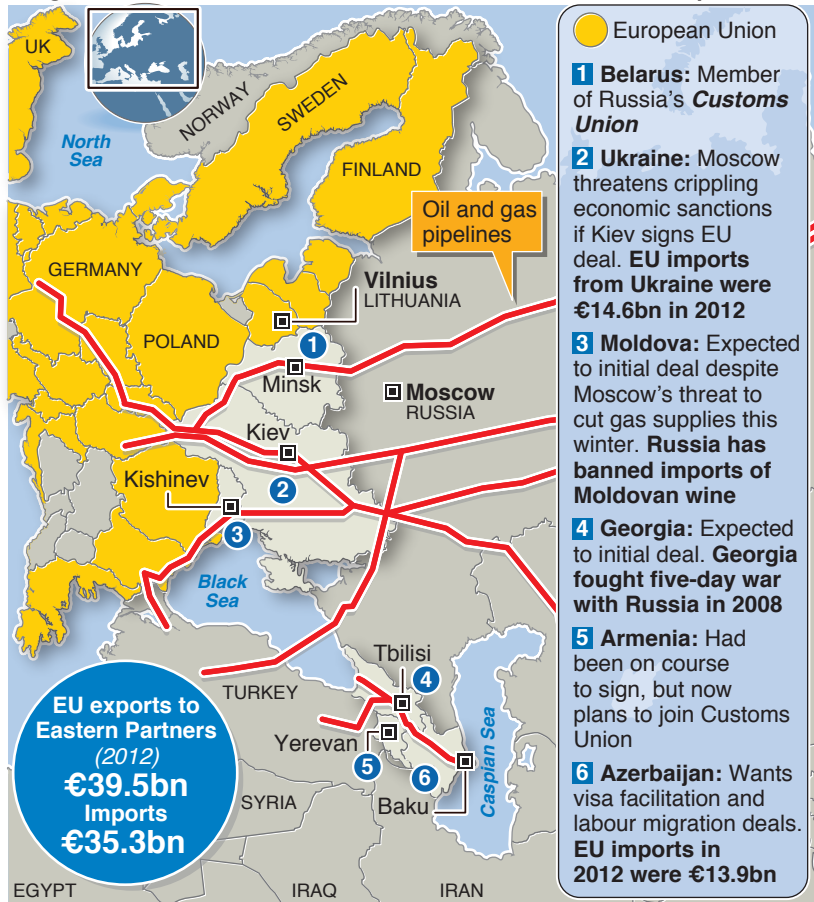 UK
NORWAY
SWEDEN
North
Sea
FINLAND
Oil and gas
pipelines
GERMANY
Vilnius
LITHUANIA
POLAND
1
Minsk
Moscow
RUSSIA
Kiev
Kishinev
2
3
Black
Sea
Tbilisi
4
TURKEY
Yerevan
5
6
Caspian Sea
Baku
SYRIA
EGYPT
IRAQ
IRAN
EU exports to
Eastern Partners
(2012)
€39.5bn
Imports
€35.3bn
European Union
1 Belarus: Member
of Russia's Customs
Union
2 Ukraine: Moscow
threatens crippling
economic sanctions
if Kiev signs EU
deal. EU imports
from Ukraine were
€14.6bn in 2012
3 Moldova: Expected
to initial deal despite
Moscow's threat to
cut gas supplies this
winter. Russia has
banned imports of
Moldovan wine
4 Georgia: Expected
to initial deal. Georgia
fought five-day war
with Russia in 2008
5 Armenia: Had
been on course
to sign, but now
plans to join Customs
Union
6 Azerbaijan: Wants
visa facilitation and
labour migration deals.
EU imports in
2012 were €13.9bn